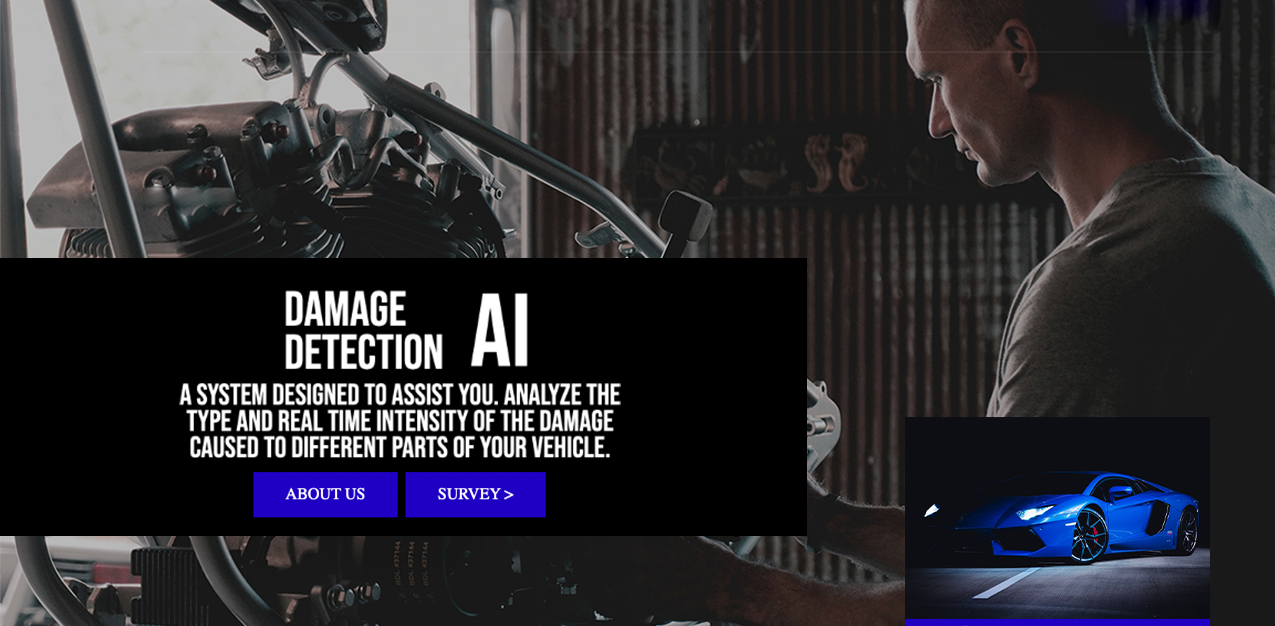 DAMAGE
DETECTION AI
A SYSTEM DESIGNED TO ASSIST YOU. ANALYZE THE
TYPE AND REAL TIME INTENSITY OF THE DAMAGE
CAUSED TO DIFFERENT PARTS OF YOUR VEHICLE.
ABOUT US
SURVEY >